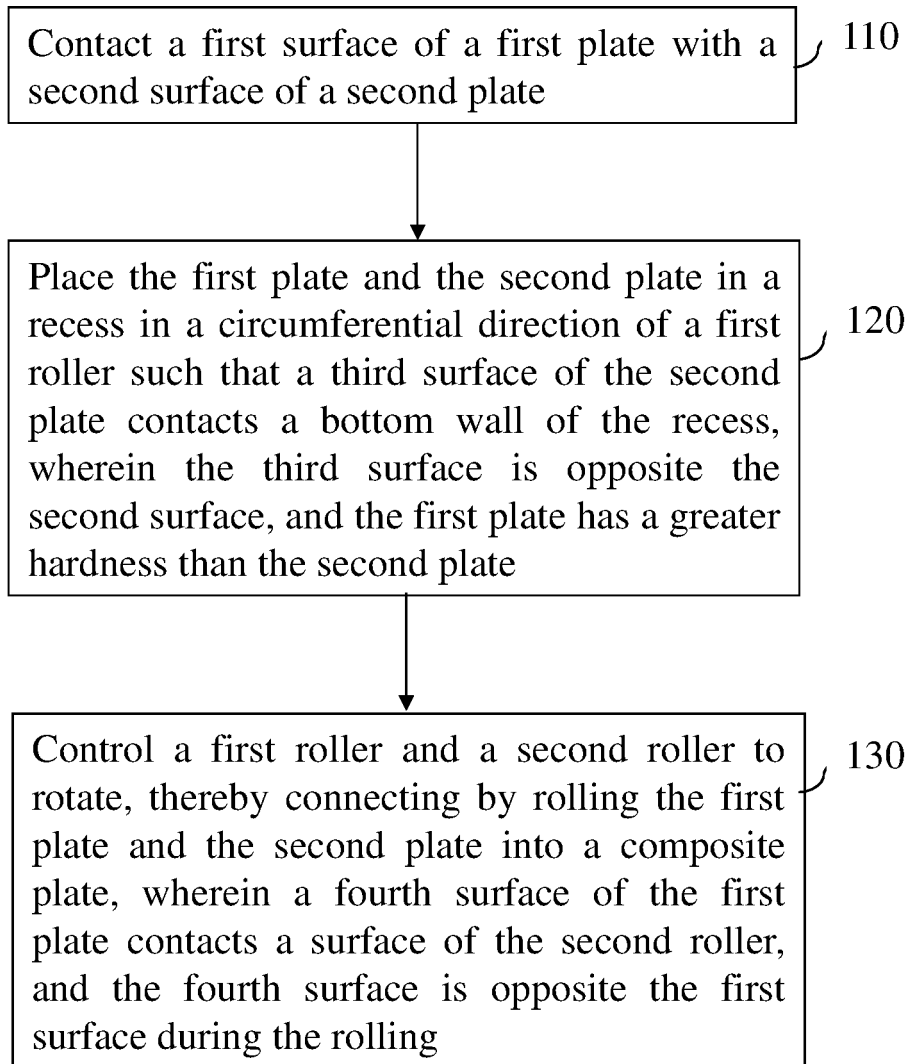 Contact a first surface of a first plate with a
second surface of a second plate
110
Place the first plate and the second plate in a
recess in a circumferential direction of a first
roller such that a third surface of the second
plate contacts a bottom wall of the recess,
wherein the third surface is opposite the
second surface, and the first plate has a greater
hardness than the second plate
120
Control a first roller and a second roller to
rotate, thereby connecting by rolling the first
plate and the second plate into a composite
plate, wherein a fourth surface of the first
plate contacts a surface of the second roller,
and the fourth surface is opposite the first
surface during the rolling
130